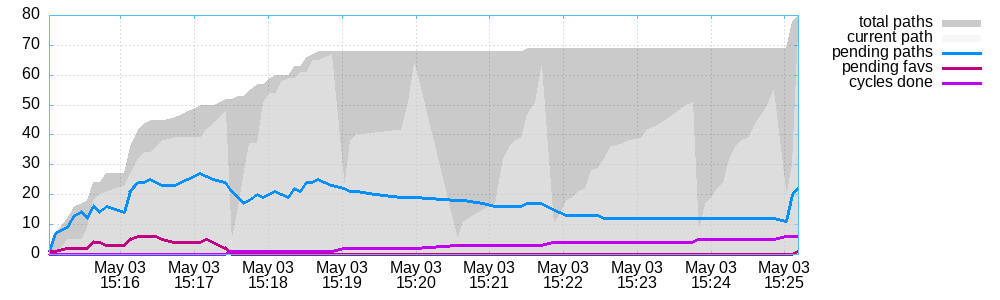 80
70
60
50
40
30
20
10
0
May 03 May 03 May 03 May 03 May 03 May 03 May 03 May 03 May 03 May 03
15:16 15:17 15:18 15:19 15:20 15:21 15:22 15:23 15:24 15:25
total paths
current path
pending paths
pending favs
cycles done